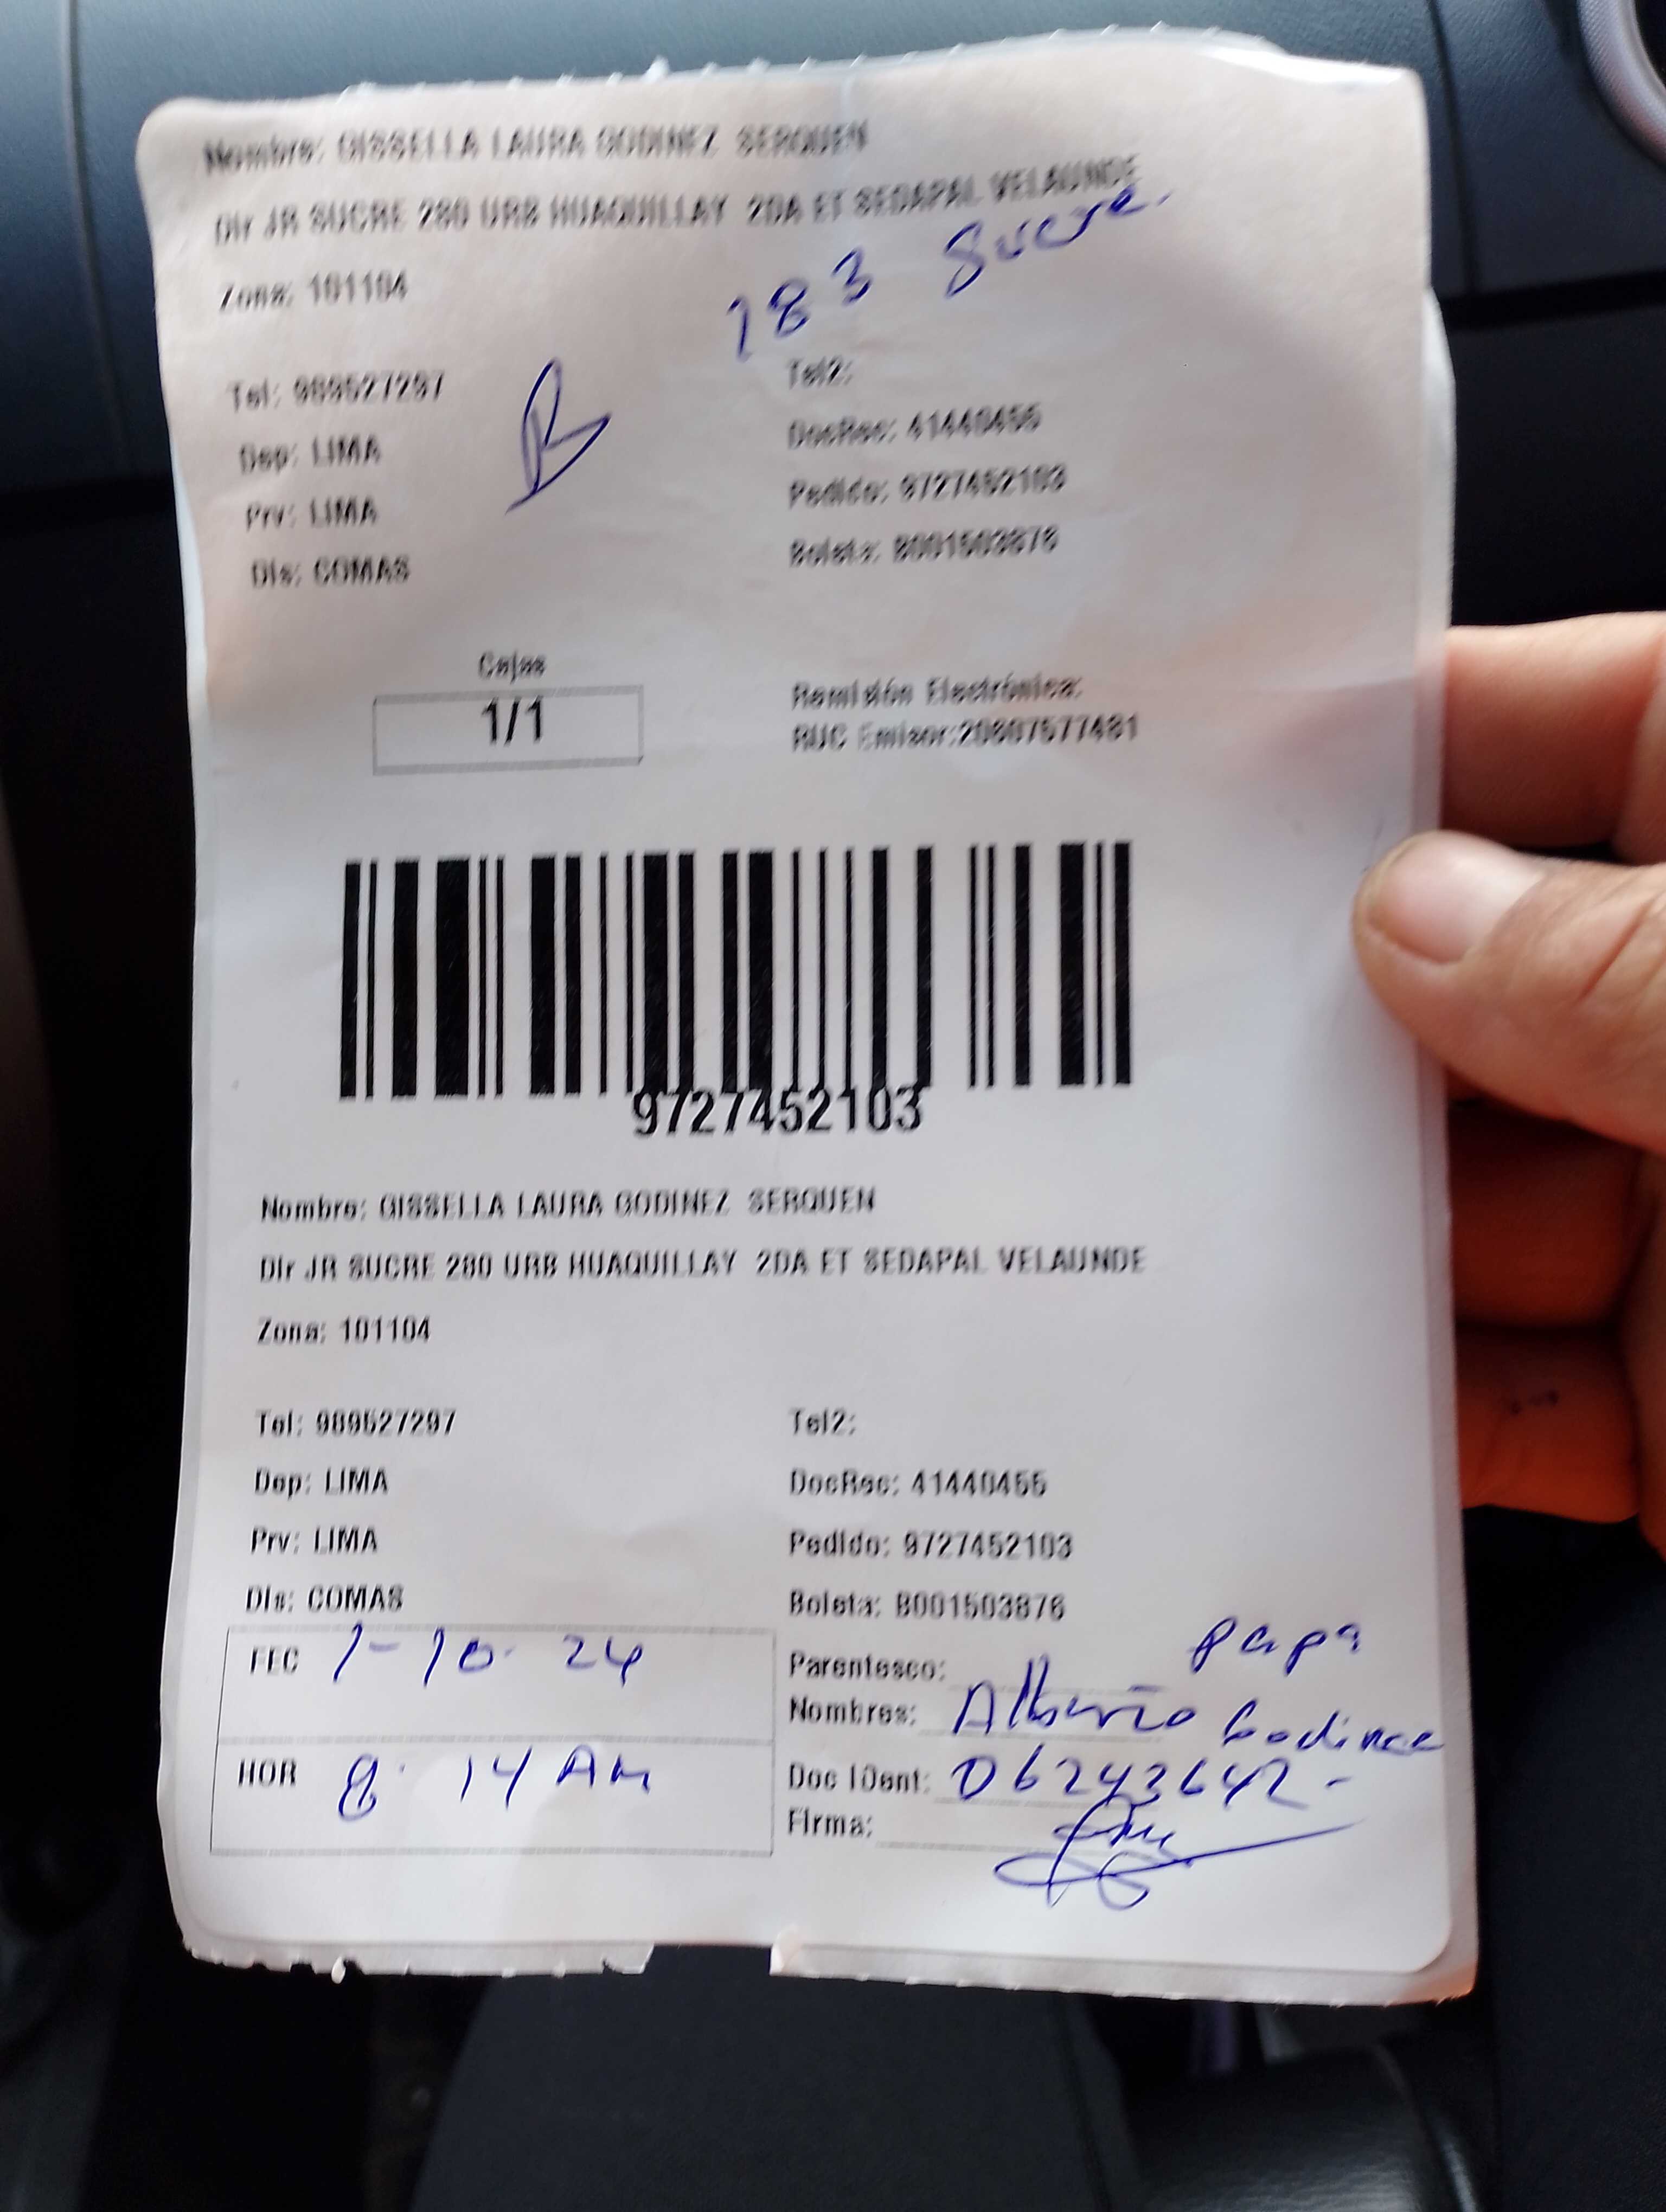 Nombre: GISSELLA LAURA GODINEZ SERQUEN
Dir JR SUCRE 280 URB HUAQUILLAY 2DA ET SEDAPAL VELAUNDE
183 Sucre.
Zona: 101104
Tel: 989527297 Tel2:
Dep: LIMA DocRec: 41440455
Prv: LIMA Pedido: 9727452103
Dis: COMAS Boleta: B001503876
Cajas
1/1
Remisión Electrónica:
RUC Emisor:20607577481
9727452103
Nombre: GISSELLA LAURA GODINEZ SERQUEN
Dir JR SUCRE 280 URB HUAQUILLAY 2DA ET SEDAPAL VELAUNDE
Zona: 101104
Tel: 989527297 Tel2:
Dep: LIMA DocRec: 41440455
Prv: LIMA Pedido: 9727452103
Dis: COMAS Boleta: B001503876
FEC 1-10-24 Parentesco: papa
Nombres: Alberto Godinez
HOR 8:14 AM Doc IDent: 06243642-
Firma: